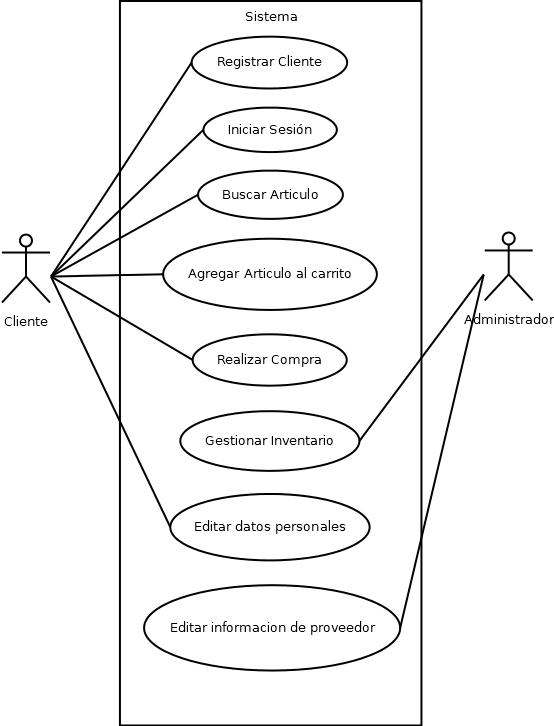 Sistema
Registrar Cliente
Iniciar Sesión
Buscar Articulo
Agregar Articulo al carrito
Cliente
Administrador
Realizar Compra
Gestionar Inventario
Editar datos personales
Editar informacion de proveedor